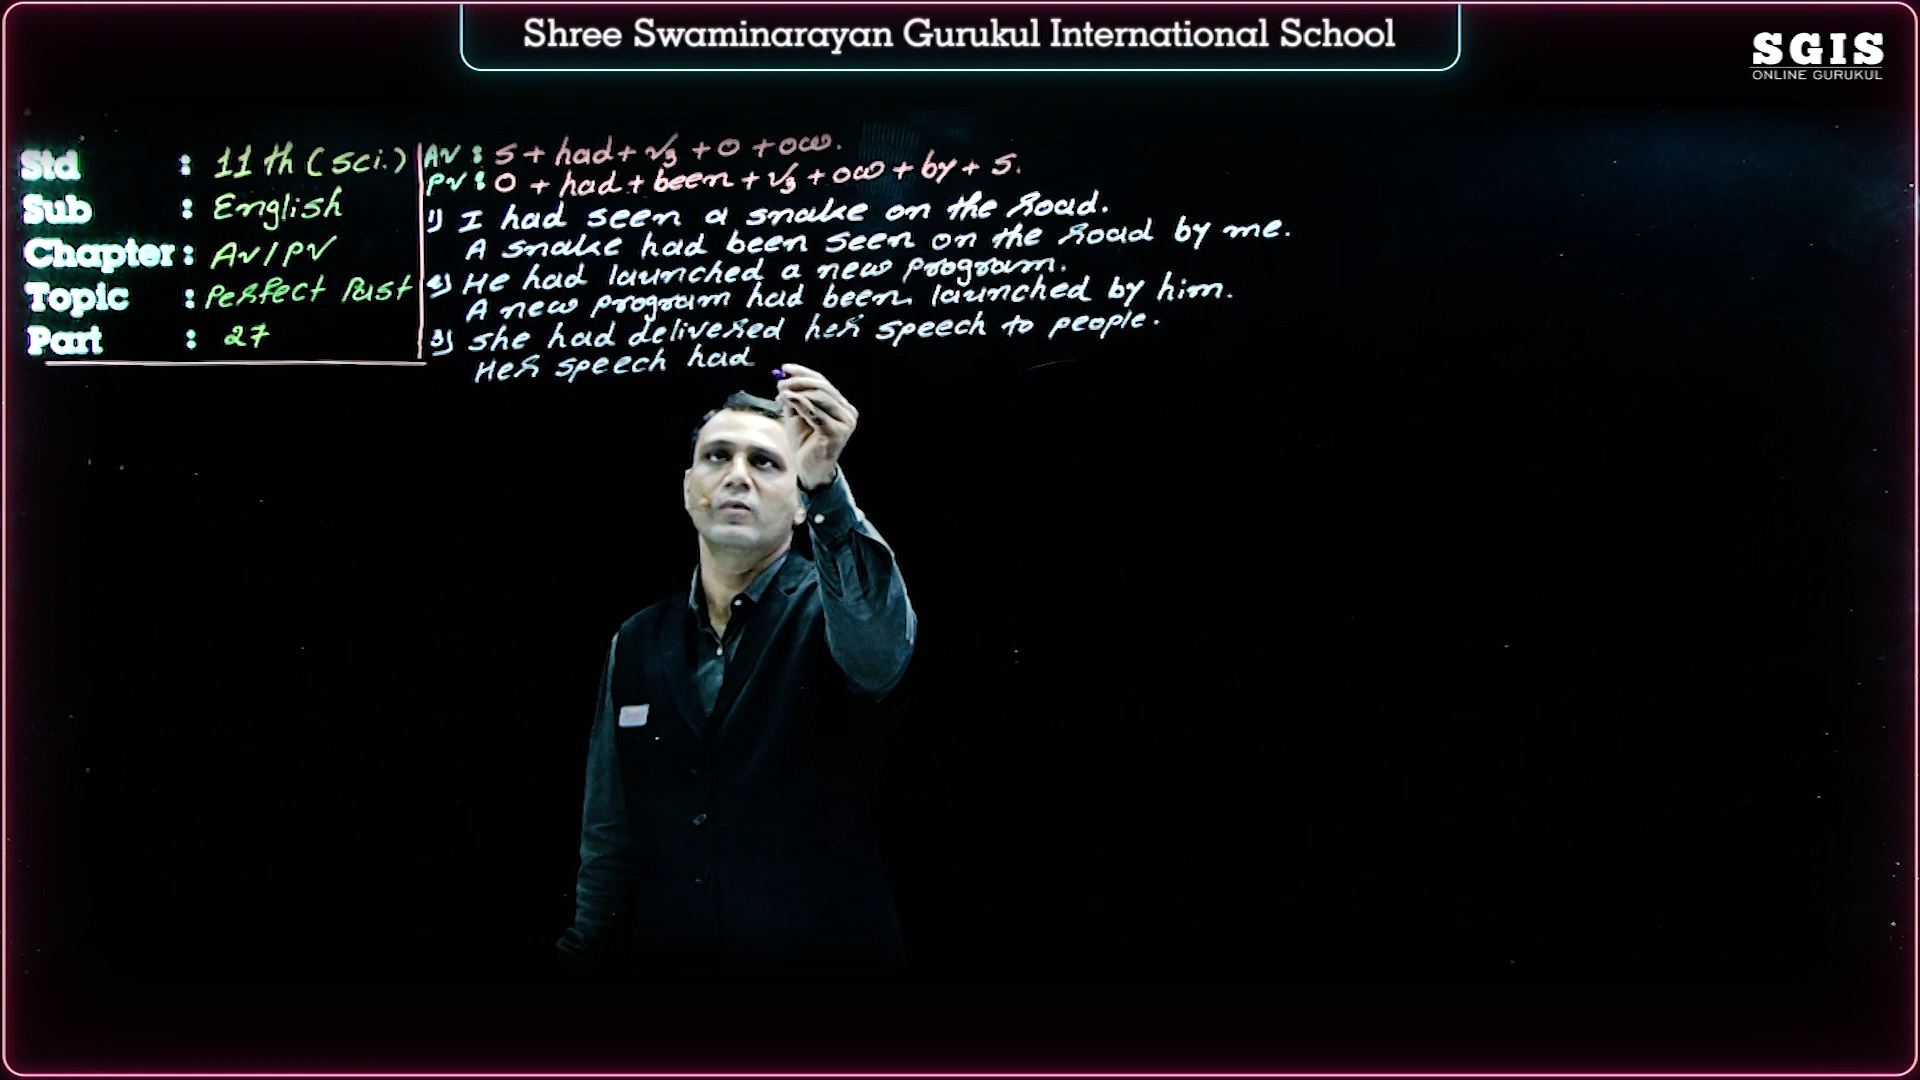 Shree Swaminarayan Gurukul International School
SGIS
ONLINE GURUKUL
Std : 11 th (sci.)
Sub : English
Chapter : AV/PV
Topic : Perfect Past
Part : 27
AV : S + had + V3 + O + ow.
PV : O + had + been + V3 + ow + by + S.
1) I had seen a snake on the road.
A snake had been seen on the road by me.
2) He had launched a new program.
A new program had been launched by him.
3) She had delivered her speech to people.
Her speech had